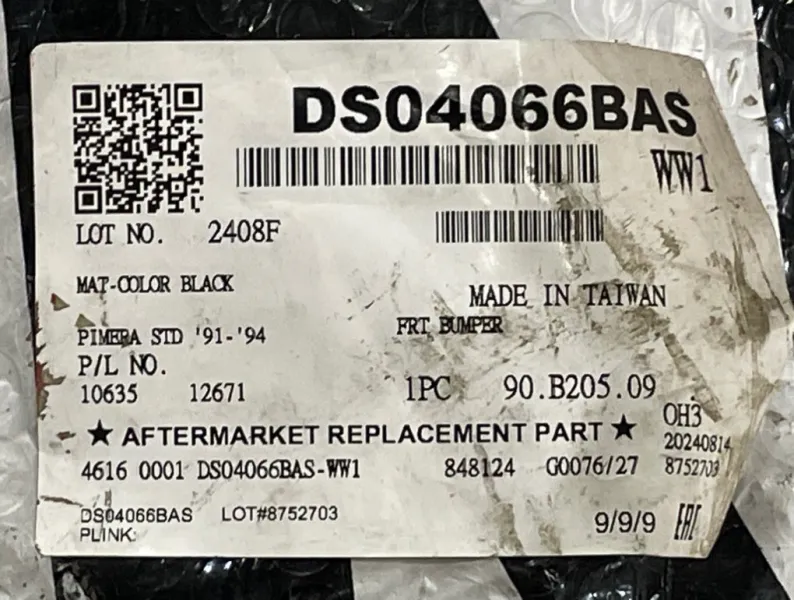 DS04066BAS
WW1
LOT NO. 2408F
MAT-COLOR BLACK
MADE IN TAIWAN
PIMERA STD '91-'94
FRT BUMPER
P/L NO.
10635 12671
1PC 90.B205.09
★ AFTERMARKET REPLACEMENT PART ★
OH3
20240814
4616 0001 DS04066BAS-WW1 848124 G0076/27 8752703
DS04066BAS LOT#8752703
PLINK:
9/9/9 EAC